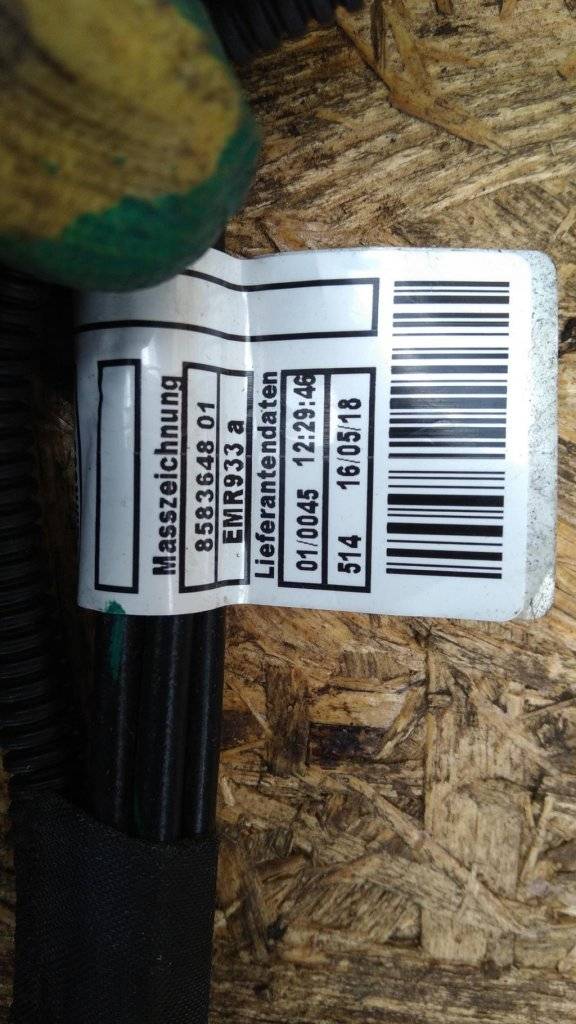 Masszeichnung
8583648 01
EMR933 a
Lieferantendaten
01/0045 12:29:46
514 16/05/18